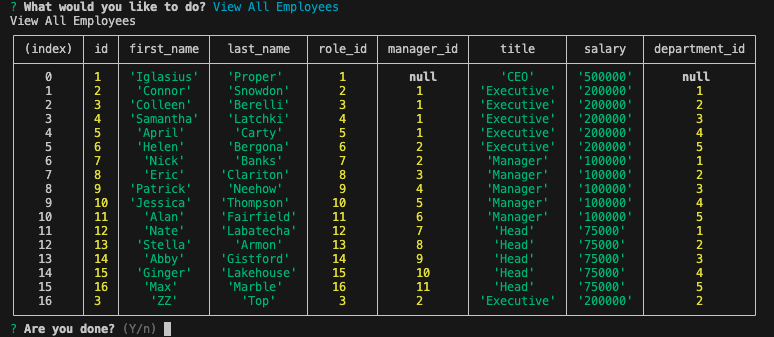 ? What would you like to do? View All Employees
View All Employees
(index) id first_name last_name role_id manager_id title salary department_id
0 1 'Iglasius' 'Proper' 1 null 'CEO' '500000' null
1 2 'Connor' 'Snowdon' 2 1 'Executive' '200000' 1
2 3 'Colleen' 'Berelli' 3 1 'Executive' '200000' 2
3 4 'Samantha' 'Latchki' 4 1 'Executive' '200000' 3
4 5 'April' 'Carty' 5 1 'Executive' '200000' 4
5 6 'Helen' 'Bergona' 6 2 'Executive' '200000' 5
6 7 'Nick' 'Banks' 7 2 'Manager' '100000' 1
7 8 'Eric' 'Clariton' 8 3 'Manager' '100000' 2
8 9 'Patrick' 'Neehow' 9 4 'Manager' '100000' 3
9 10 'Jessica' 'Thompson' 10 5 'Manager' '100000' 4
10 11 'Alan' 'Fairfield' 11 6 'Manager' '100000' 5
11 12 'Nate' 'Labatecha' 12 7 'Head' '75000' 1
12 13 'Stella' 'Armon' 13 8 'Head' '75000' 2
13 14 'Abby' 'Gistford' 14 9 'Head' '75000' 3
14 15 'Ginger' 'Lakehouse' 15 10 'Head' '75000' 4
15 16 'Max' 'Marble' 16 11 'Head' '75000' 5
16 3 'ZZ' 'Top' 3 2 'Executive' '200000' 2
? Are you done? (Y/n)